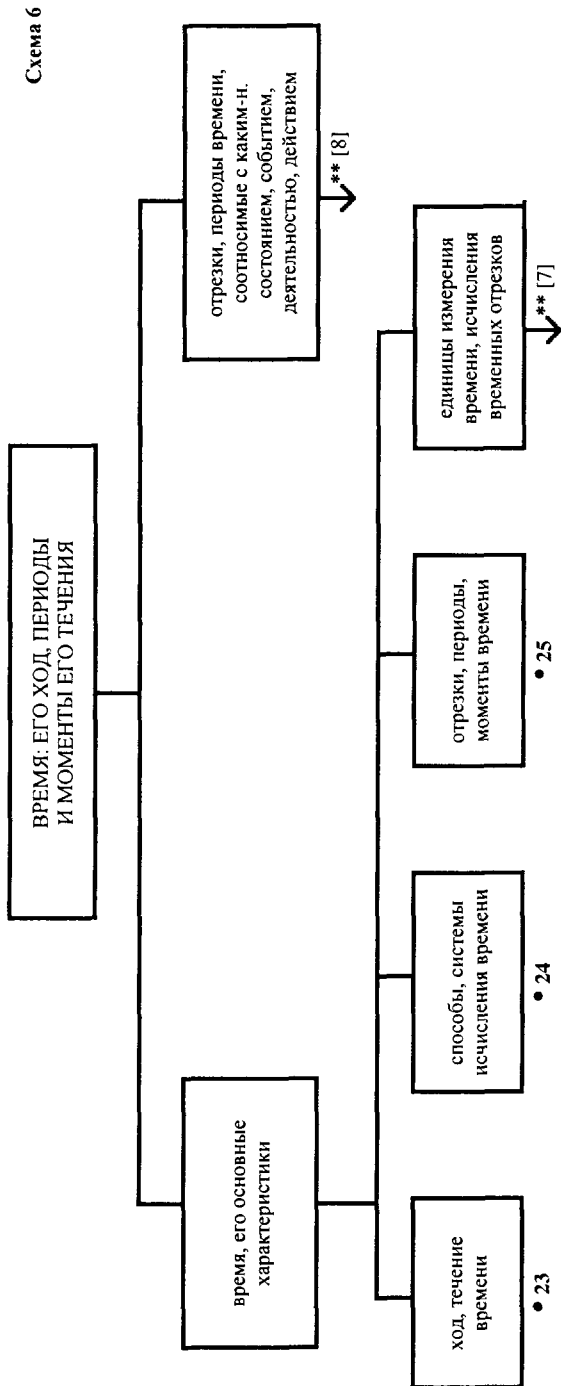 Схема 6
ВРЕМЯ: ЕГО ХОД, ПЕРИОДЫ
И МОМЕНТЫ ЕГО ТЕЧЕНИЯ
время, его основные
характеристики
отрезки, периоды времени,
соотносимые с каким-н.
состоянием, событием,
деятельностью, действием
** [8]
ход, течение
времени
• 23
способы, системы
исчисления времени
• 24
отрезки, периоды,
моменты времени
• 25
единицы измерения
времени, исчисления
временных отрезков
** [7]